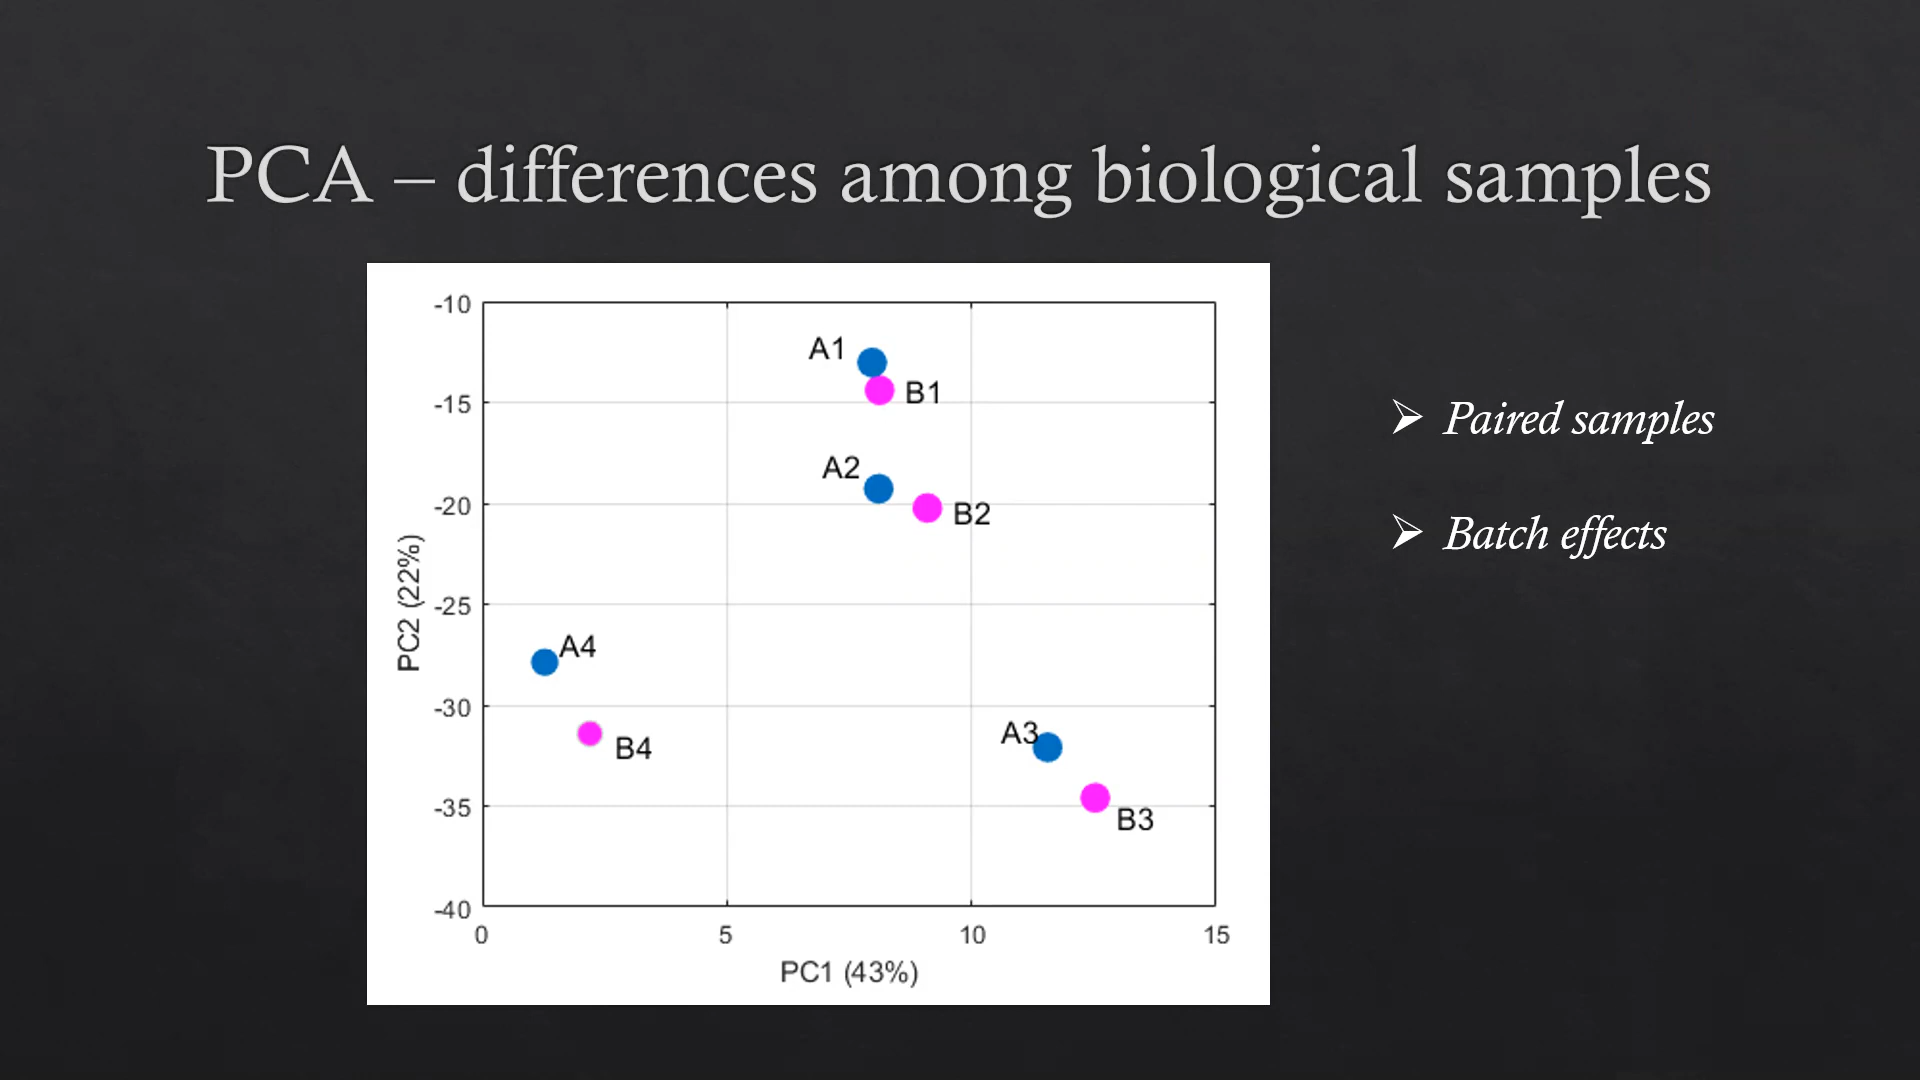 PCA – differences among biological samples
-10
A1
B1
-15
A2
B2
-20
PC2 (22%)
-25
A4
-30
B4
A3
-35
B3
-40
0 5 10 15
PC1 (43%)
➢ Paired samples
➢ Batch effects